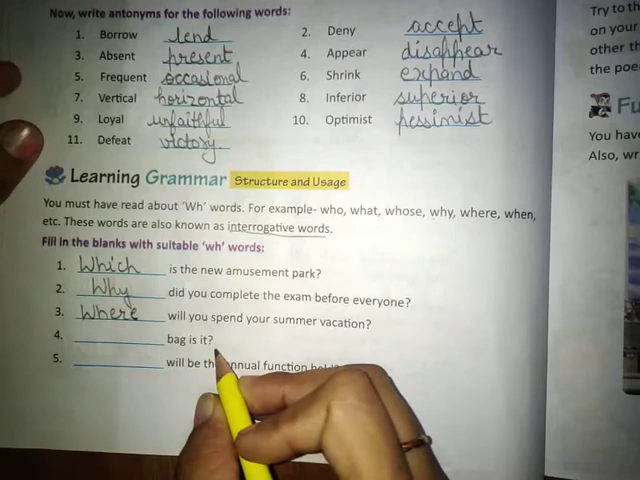 Now, write antonyms for the following words:
1. Borrow lend 2. Deny accept
3. Absent present 4. Appear disappear
5. Frequent occasional 6. Shrink expand
7. Vertical horizontal 8. Inferior superior
9. Loyal unfaithful 10. Optimist pessinist
11. Defeat victory
Learning Grammar Structure and Usage
You must have read about 'Wh' words. For example- who, what, whose, why, where, when,
etc. These words are also known as interrogative words.
Fill in the blanks with suitable 'wh' words:
1. Which is the new amusement park?
2. Why did you complete the exam before everyone?
3. Where will you spend your summer vacation?
4. bag is it?
5. will be the annual function
Try to
on your
other th
the poe
Fu
You have
Also, wr